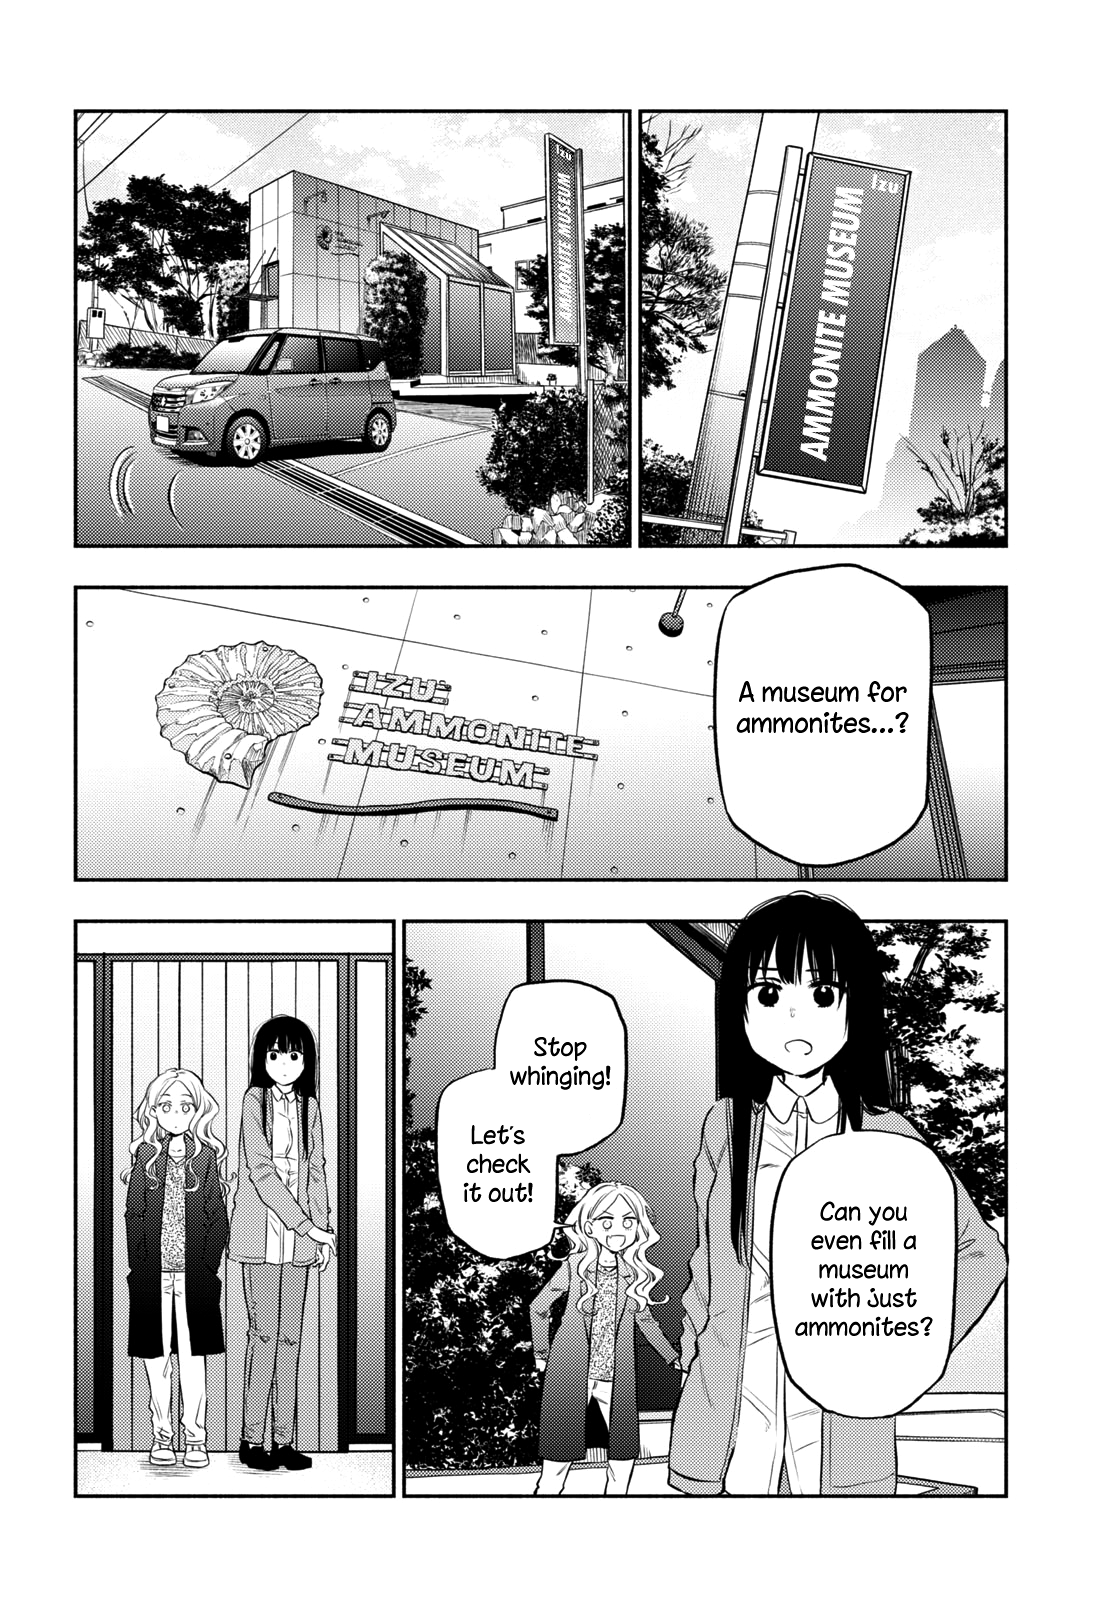 Izu
AMMONITE MUSEUM
Izu
AMMONITE MUSEUM
A museum for
ammonites...?
IZU
AMMONITE
MUSEUM
Can you
even fill a
museum
with just
ammonites?
Stop
whinging!
Let's
check
it out!